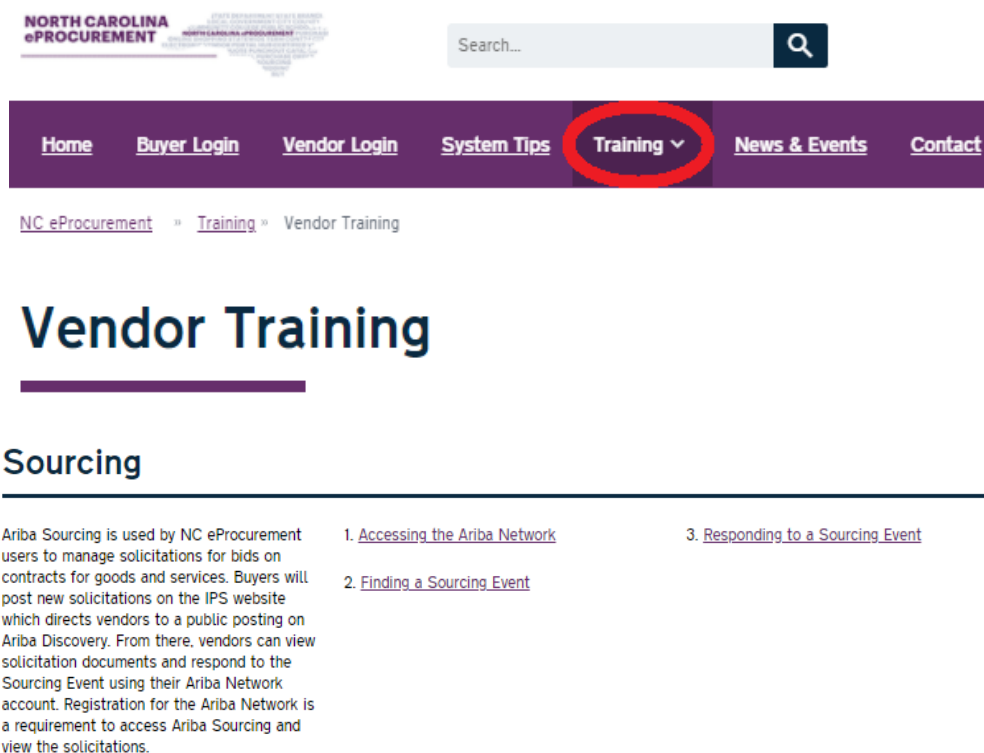 NORTH CAROLINA
ePROCUREMENT
Search...
Home Buyer Login Vendor Login System Tips Training News & Events Contact
NC eProcurement » Training » Vendor Training
Vendor Training
Sourcing
Ariba Sourcing is used by NC eProcurement
users to manage solicitations for bids on
contracts for goods and services. Buyers will
post new solicitations on the IPS website
which directs vendors to a public posting on
Ariba Discovery. From there, vendors can view
solicitation documents and respond to the
Sourcing Event using their Ariba Network
account. Registration for the Ariba Network is
a requirement to access Ariba Sourcing and
view the solicitations.
1. Accessing the Ariba Network
2. Finding a Sourcing Event
3. Responding to a Sourcing Event